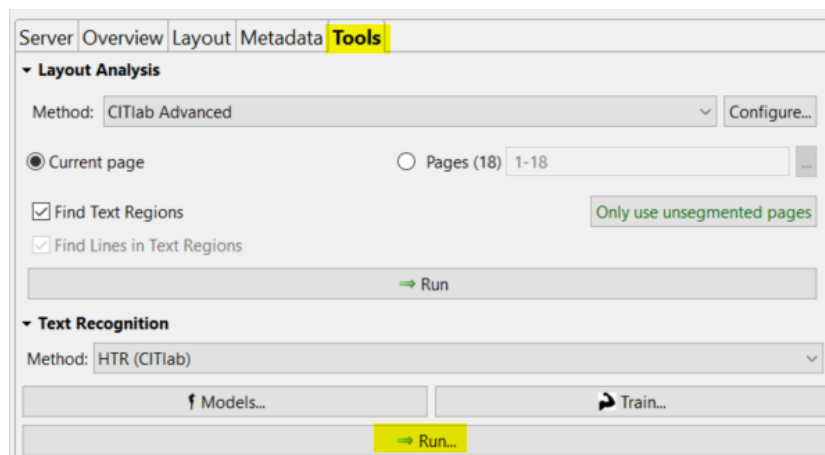 Server Overview Layout Metadata Tools
Layout Analysis
Method: CITlab Advanced Configure...
Current page Pages (18) 1-18 ...
Find Text Regions Only use unsegmented pages
Find Lines in Text Regions
Run
Text Recognition
Method: HTR (CITlab)
Models... Train...
Run...